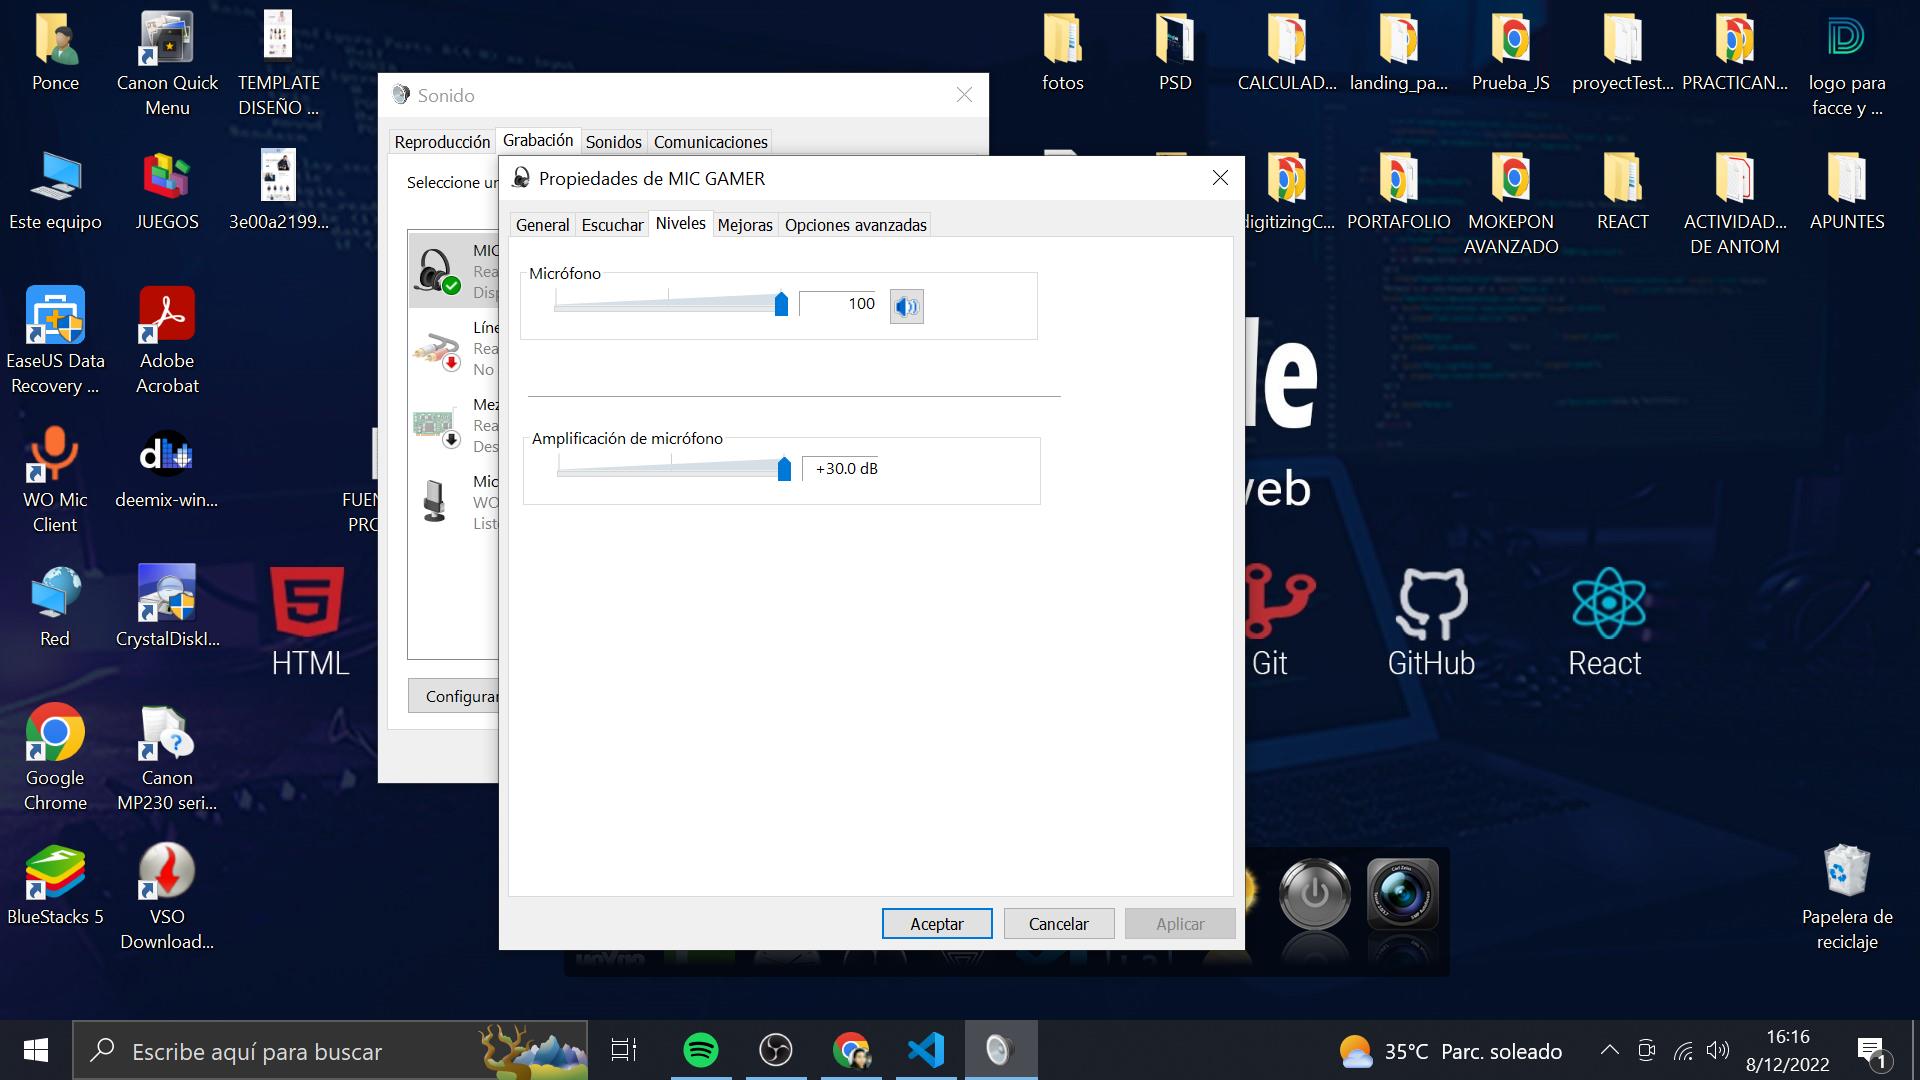 Ponce
Canon Quick
Menu
TEMPLATE
DISEÑO ...
Este equipo
JUEGOS
3e00a2199...
EaseUS Data
Recovery ...
Adobe
Acrobat
WO Mic
Client
deemix-win...
FUEN
PRO
Red
CrystalDiskI...
HTML
Google
Chrome
Canon
MP230 seri...
BlueStacks 5
VSO
Download...
Sonido
Reproducción
Grabación
Sonidos
Comunicaciones
Seleccione un
MIC
Rea
Disp
Líne
Rea
No
Mez
Rea
Des
Mic
WO
Liste
Configurar
Propiedades de MIC GAMER
General
Escuchar
Niveles
Mejoras
Opciones avanzadas
Micrófono
100
Amplificación de micrófono
+30.0 dB
Aceptar
Cancelar
Aplicar
fotos
PSD
CALCULAD...
landing_pa...
Prueba_JS
proyectTest...
PRACTICAN...
logo para
facce y ...
digitizingC...
PORTAFOLIO
MOKEPON
AVANZADO
REACT
ACTIVIDAD...
DE ANTOM
APUNTES
le
veb
Git
GitHub
React
Papelera de
reciclaje
Escribe aquí para buscar
35°C Parc. soleado
16:16
8/12/2022
1